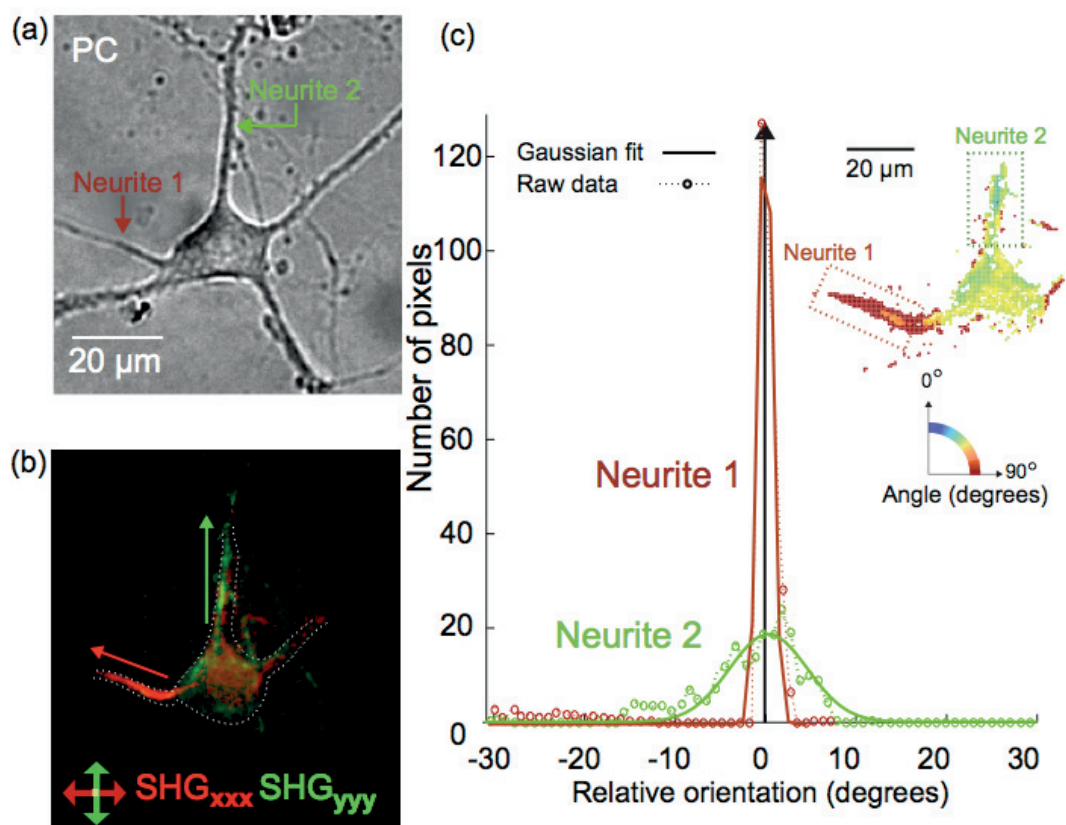 (a)
PC
Neurite 2
Neurite 1
20 µm
(b)
SHGxxx SHGyyy
(c)
Number of pixels
120
100
80
60
40
20
0
-30 -20 -10 0 10 20 30
Relative orientation (degrees)
Gaussian fit
Raw data
20 µm
Neurite 2
Neurite 1
0°
90°
Angle (degrees)
Neurite 1
Neurite 2